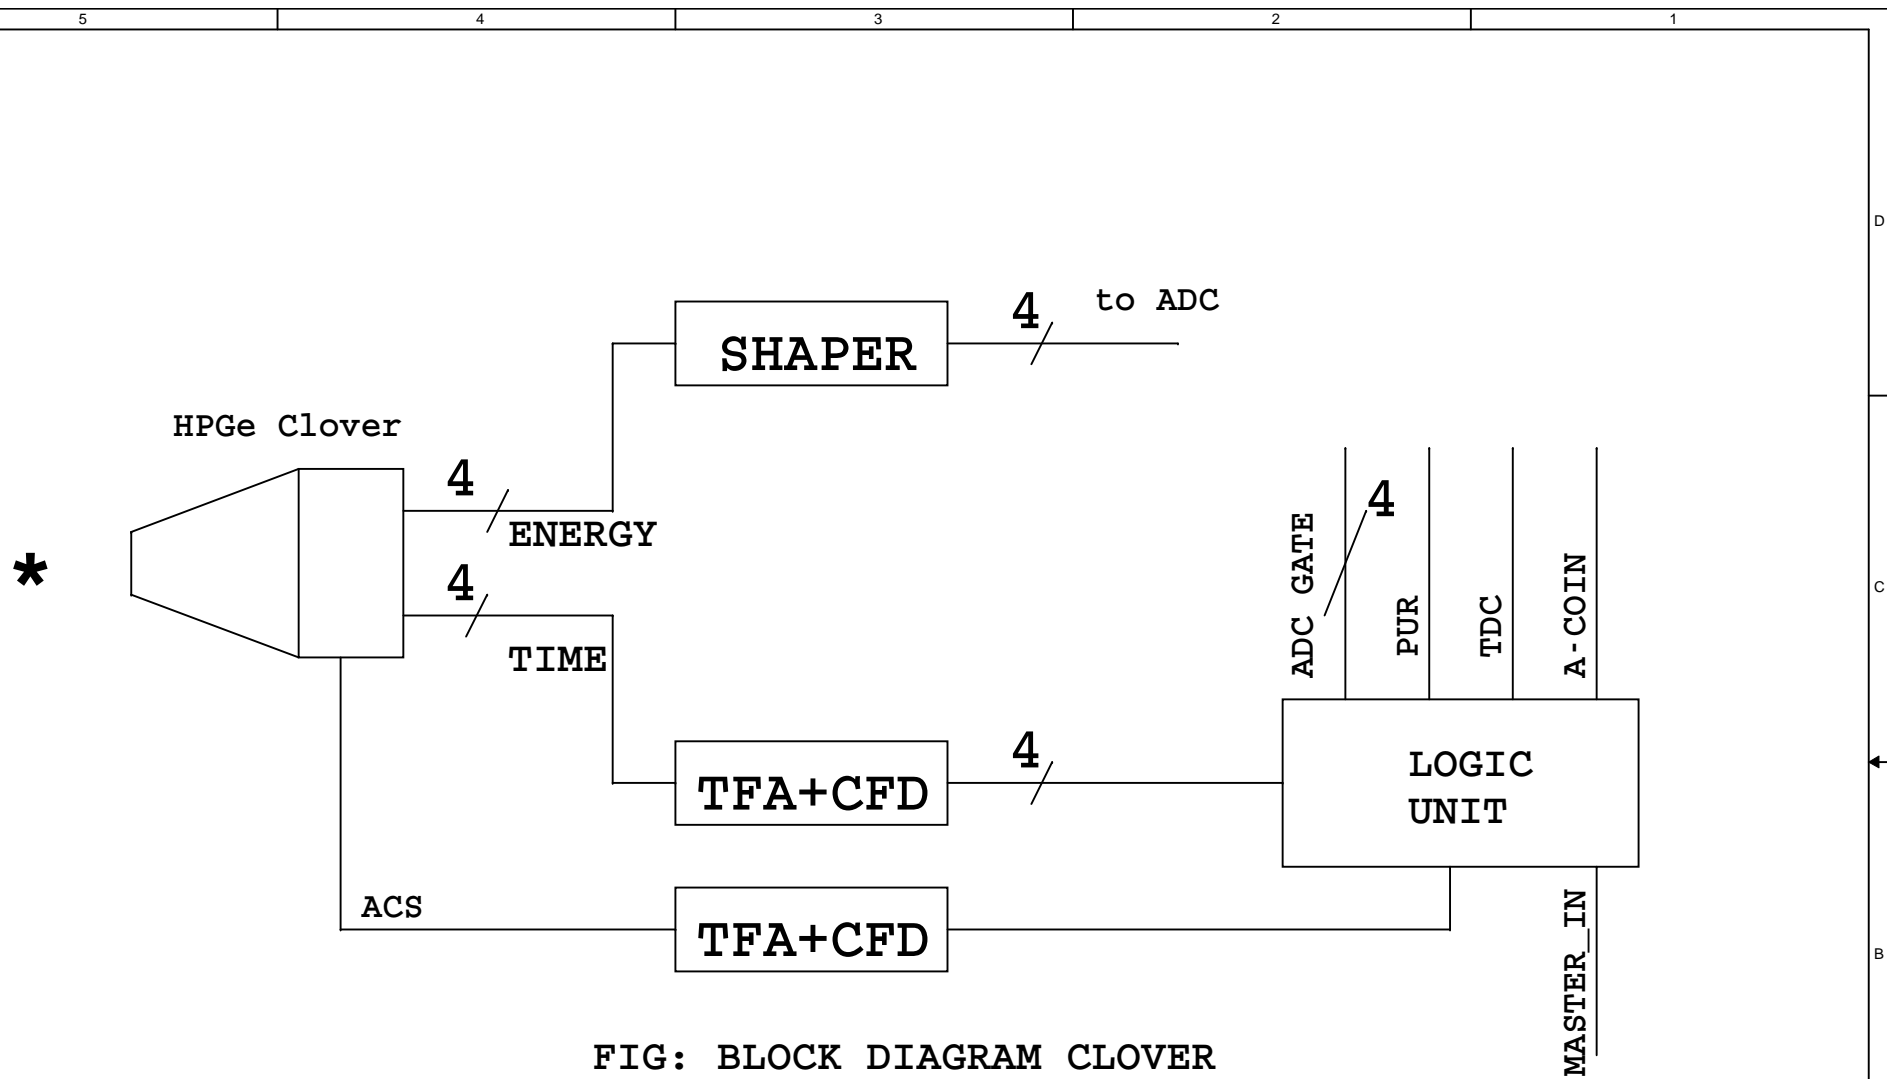 5 4 3 2 1
D
4 to ADC
SHAPER
HPGe Clover
4
ENERGY
4
*
4
TIME
ADC GATE
PUR
TDC
A-COIN
C
4
TFA+CFD
LOGIC
UNIT
ACS
TFA+CFD
MASTER_IN
B
FIG: BLOCK DIAGRAM CLOVER